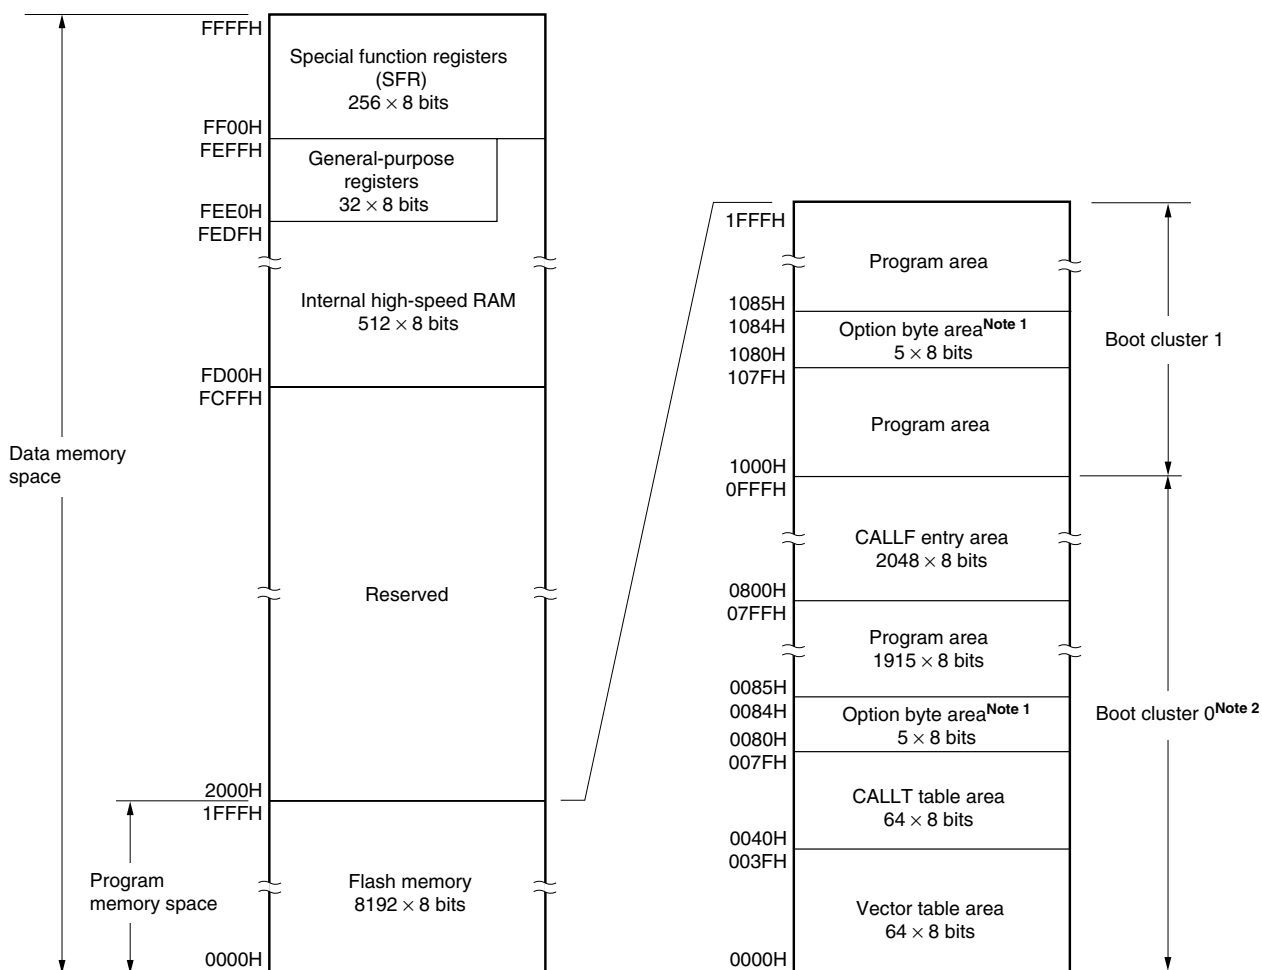 FFFFH
Special function registers
(SFR)
256 × 8 bits
FF00H
FEFFH
General-purpose
registers
32 × 8 bits
FEE0H
FEDFH
Internal high-speed RAM
512 × 8 bits
FD00H
FCFFH
Data memory
space
Reserved
2000H
1FFFH
Program
memory space
Flash memory
8192 × 8 bits
0000H
1FFFH
Program area
1085H
1084H
Option byte area Note 1
5 × 8 bits
1080H
107FH
Boot cluster 1
Program area
1000H
0FFFH
CALLF entry area
2048 × 8 bits
0800H
07FFH
Program area
1915 × 8 bits
0085H
0084H
Option byte area Note 1
5 × 8 bits
0080H
007FH
Boot cluster 0 Note 2
CALLT table area
64 × 8 bits
0040H
003FH
Vector table area
64 × 8 bits
0000H